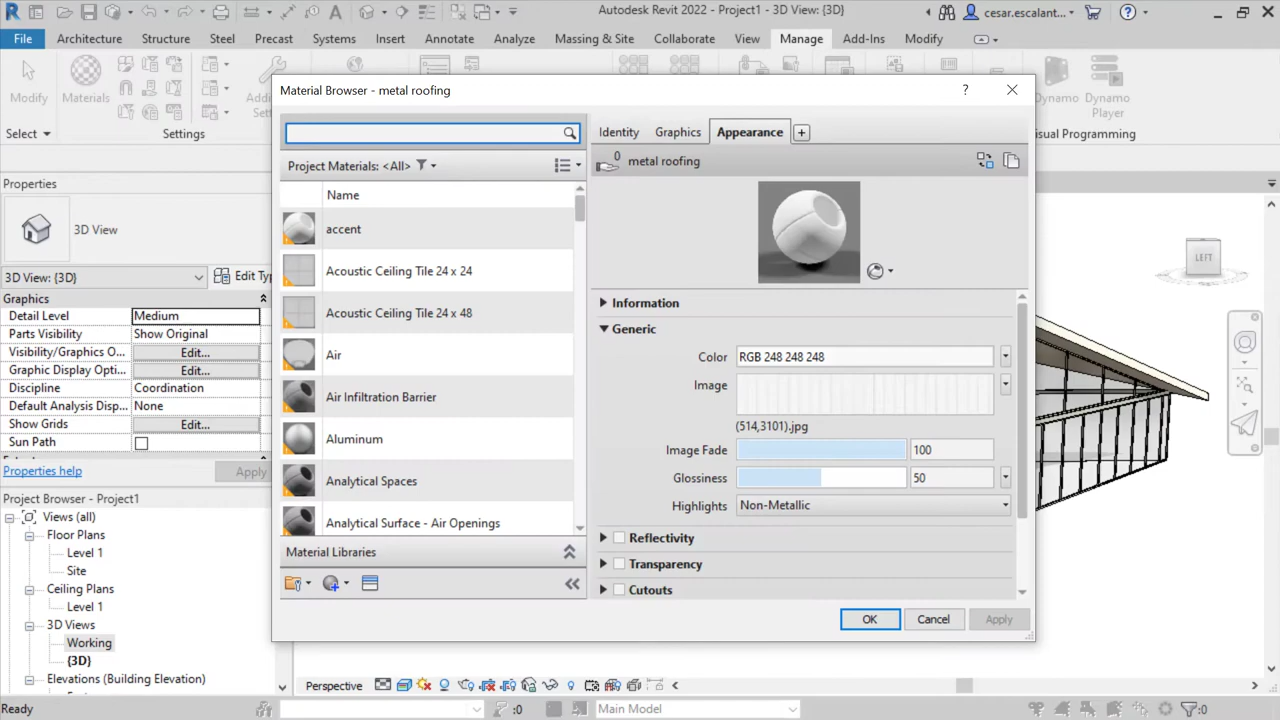 Autodesk Revit 2022 - Project1 - 3D View: {3D}
cesar.escalant...
File Architecture Structure Steel Precast Systems Insert Annotate Analyze Massing & Site Collaborate View Manage Add-Ins Modify
Modify Materials Dynamo Dynamo Player
Select Settings
Properties
3D View
3D View: {3D}
Graphics
Detail Level Medium
Parts Visibility Show Original
Visibility/Graphics O... Edit...
Graphic Display Opti... Edit...
Discipline Coordination
Default Analysis Disp... None
Show Grids Edit...
Sun Path
Properties help Apply
Project Browser - Project1
Views (all)
Floor Plans
Level 1
Site
Ceiling Plans
Level 1
3D Views
Working
{3D}
Elevations (Building Elevation)
Material Browser - metal roofing
?
Project Materials: <All>
Name
accent
Acoustic Ceiling Tile 24 x 24
Acoustic Ceiling Tile 24 x 48
Air
Air Infiltration Barrier
Aluminum
Analytical Spaces
Analytical Surface - Air Openings
Material Libraries
Identity Graphics Appearance +
0 metal roofing
Information
Generic
Color RGB 248 248 248
Image
(514,3101).jpg
Image Fade 100
Glossiness 50
Highlights Non-Metallic
Reflectivity
Transparency
Cutouts
OK Cancel Apply
LEFT
Perspective
Ready :0 Main Model :0